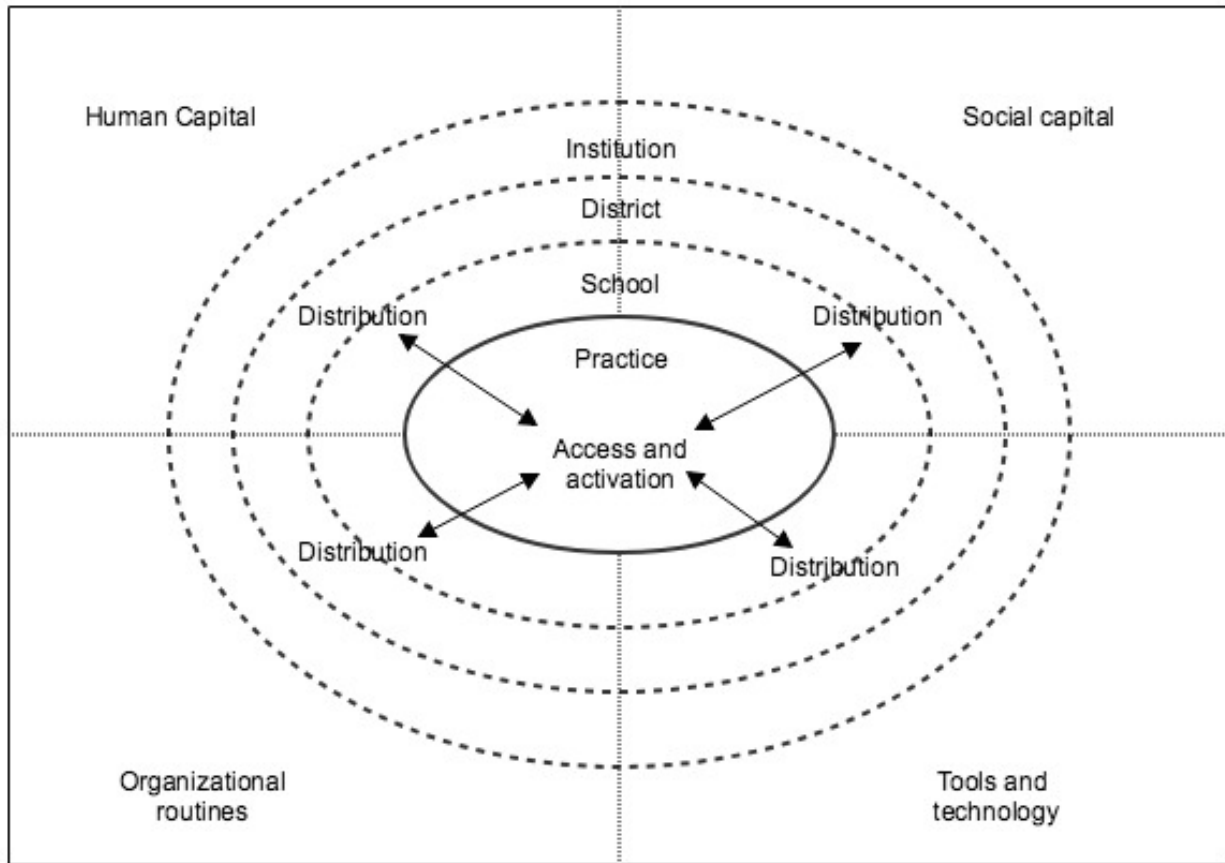 Human Capital
Social capital
Institution
District
School
Distribution
Distribution
Practice
Access and
activation
Distribution
Distribution
Organizational
routines
Tools and
technology